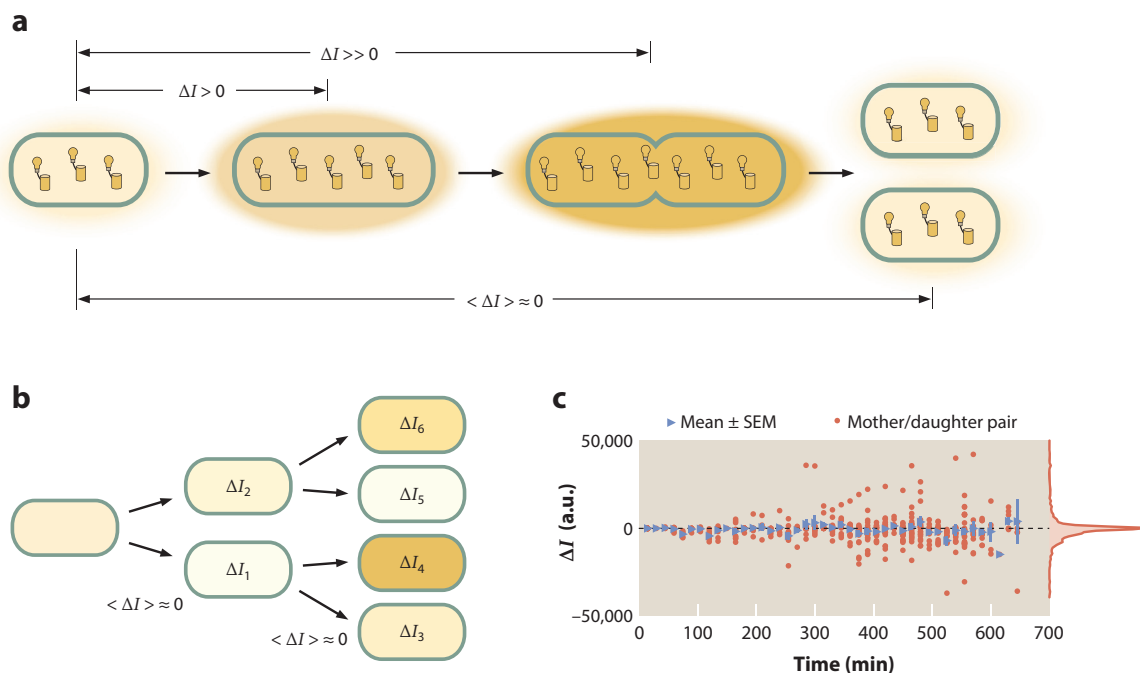 a
ΔI >> 0
ΔI > 0
< ΔI > ≈ 0
b
ΔI₆
ΔI₂
ΔI₅
ΔI₁
ΔI₄
< ΔI > ≈ 0
ΔI₃
< ΔI > ≈ 0
c
Mean ± SEM
Mother/daughter pair
50,000
0
−50,000
ΔI (a.u.)
0 100 200 300 400 500 600 700
Time (min)